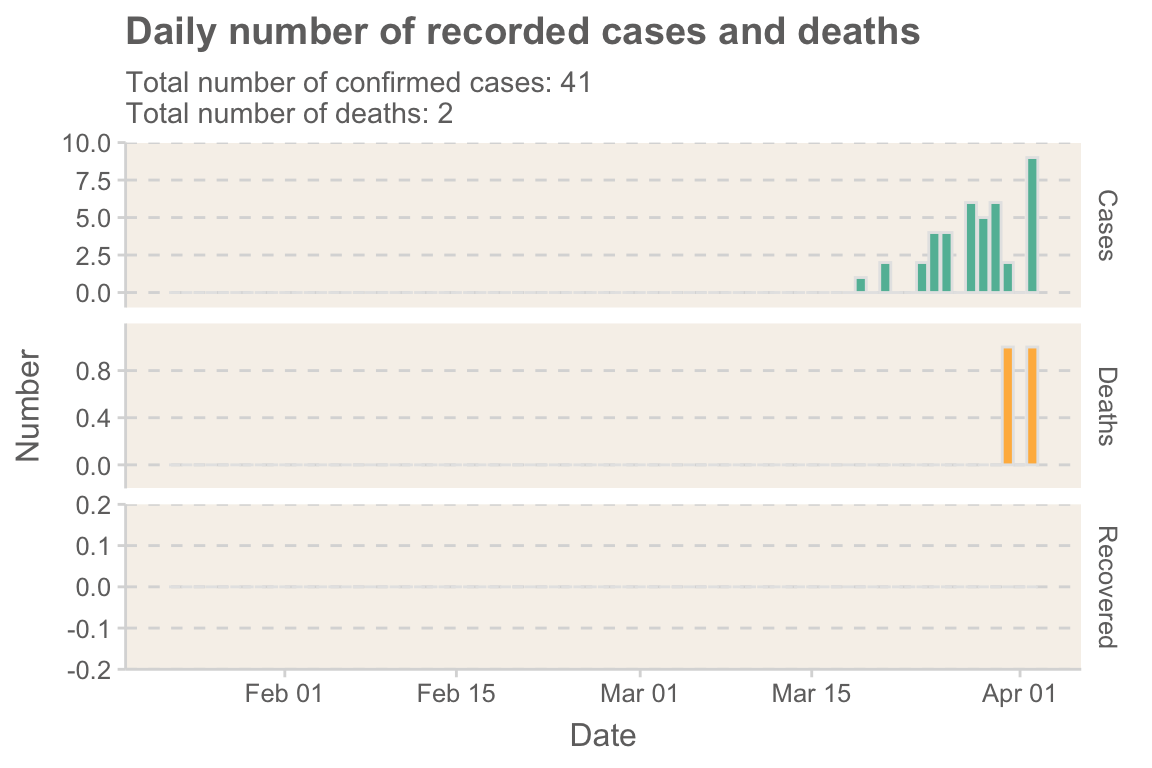 Daily number of recorded cases and deaths
Total number of confirmed cases: 41
Total number of deaths: 2
10.0
7.5
5.0
2.5
0.0
Cases
0.8
0.4
0.0
Deaths
0.2
0.1
0.0
-0.1
-0.2
Recovered
Number
Feb 01 Feb 15 Mar 01 Mar 15 Apr 01
Date